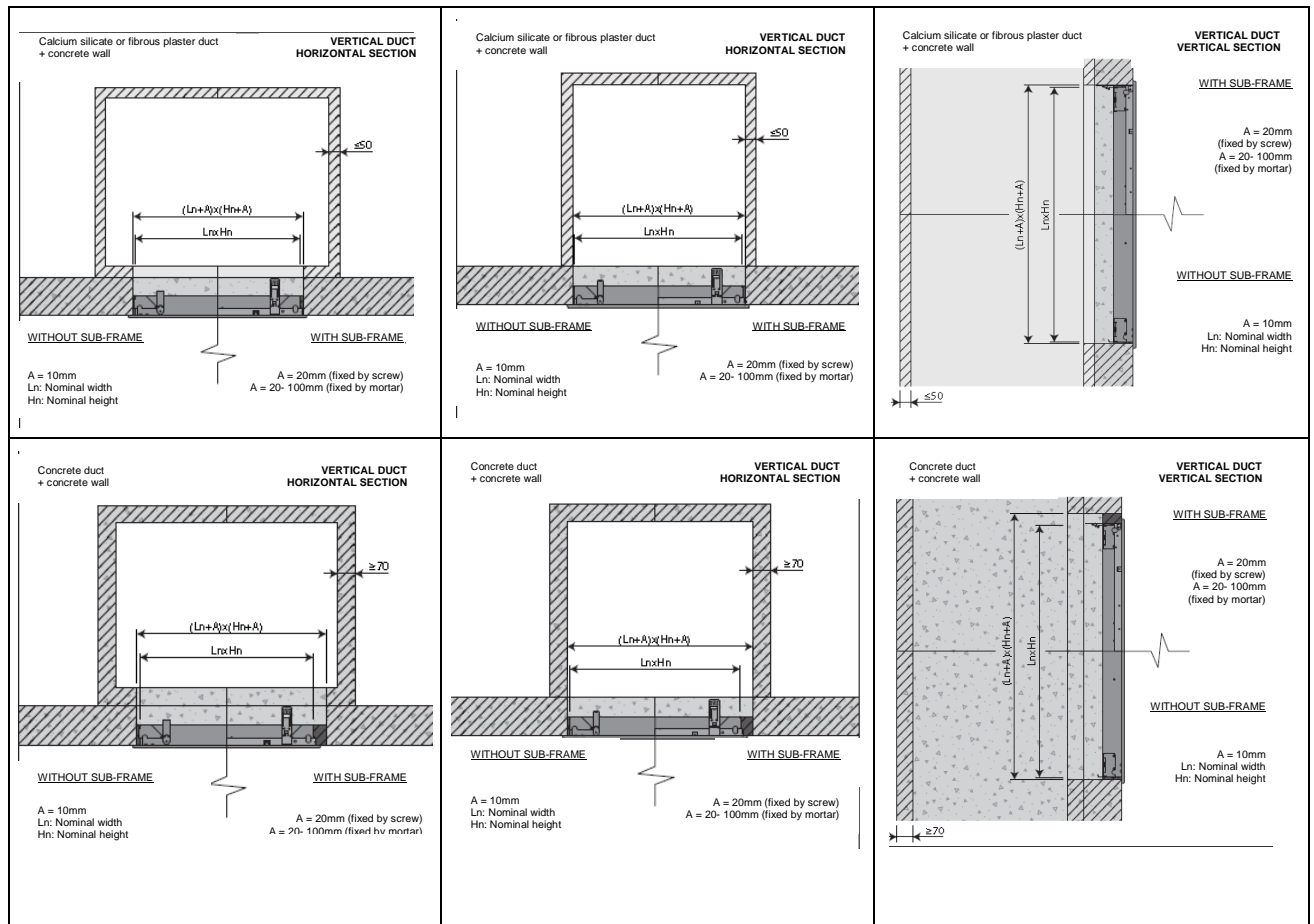 Calcium silicate or fibrous plaster duct
+ concrete wall
VERTICAL DUCT
HORIZONTAL SECTION
≤50
(Ln+A)x(Hn+A)
LnxHn
WITHOUT SUB-FRAME
WITH SUB-FRAME
A = 10mm
Ln: Nominal width
Hn: Nominal height
A = 20mm (fixed by screw)
A = 20- 100mm (fixed by mortar)
Calcium silicate or fibrous plaster duct
+ concrete wall
VERTICAL DUCT
HORIZONTAL SECTION
≤50
(Ln+A)x(Hn+A)
LnxHn
WITHOUT SUB-FRAME
WITH SUB-FRAME
A = 10mm
Ln: Nominal width
Hn: Nominal height
A = 20mm (fixed by screw)
A = 20- 100mm (fixed by mortar)
Calcium silicate or fibrous plaster duct
+ concrete wall
VERTICAL DUCT
VERTICAL SECTION
WITH SUB-FRAME
A = 20mm
(fixed by screw)
A = 20- 100mm
(fixed by mortar)
(Ln+A)x(Hn+A)
LnxHn
WITHOUT SUB-FRAME
A = 10mm
Ln: Nominal width
Hn: Nominal height
≤50
Concrete duct
+ concrete wall
VERTICAL DUCT
HORIZONTAL SECTION
≥70
(Ln+A)x(Hn+A)
LnxHn
WITHOUT SUB-FRAME
WITH SUB-FRAME
A = 10mm
Ln: Nominal width
Hn: Nominal height
A = 20mm (fixed by screw)
A = 20- 100mm (fixed by mortar)
Concrete duct
+ concrete wall
VERTICAL DUCT
HORIZONTAL SECTION
≥70
(Ln+A)x(Hn+A)
LnxHn
WITHOUT SUB-FRAME
WITH SUB-FRAME
A = 10mm
Ln: Nominal width
Hn: Nominal height
A = 20mm (fixed by screw)
A = 20- 100mm (fixed by mortar)
Concrete duct
+ concrete wall
VERTICAL DUCT
VERTICAL SECTION
WITH SUB-FRAME
A = 20mm
(fixed by screw)
A = 20- 100mm
(fixed by mortar)
(Ln+A)x(Hn+A)
LnxHn
WITHOUT SUB-FRAME
A = 10mm
Ln: Nominal width
Hn: Nominal height
≥70